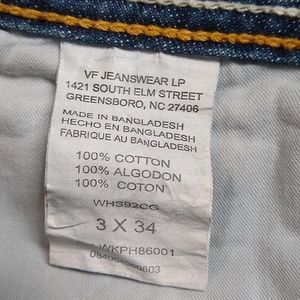 VF JEANSWEAR LP
1421 SOUTH ELM STREET
GREENSBORO, NC 27406
MADE IN BANGLADESH
HECHO EN BANGLADESH
FABRIQUE AU BANGLADESH
100% COTTON
100% ALGODON
100% COTON
WHS92CG
3 X 34
WKPH86001